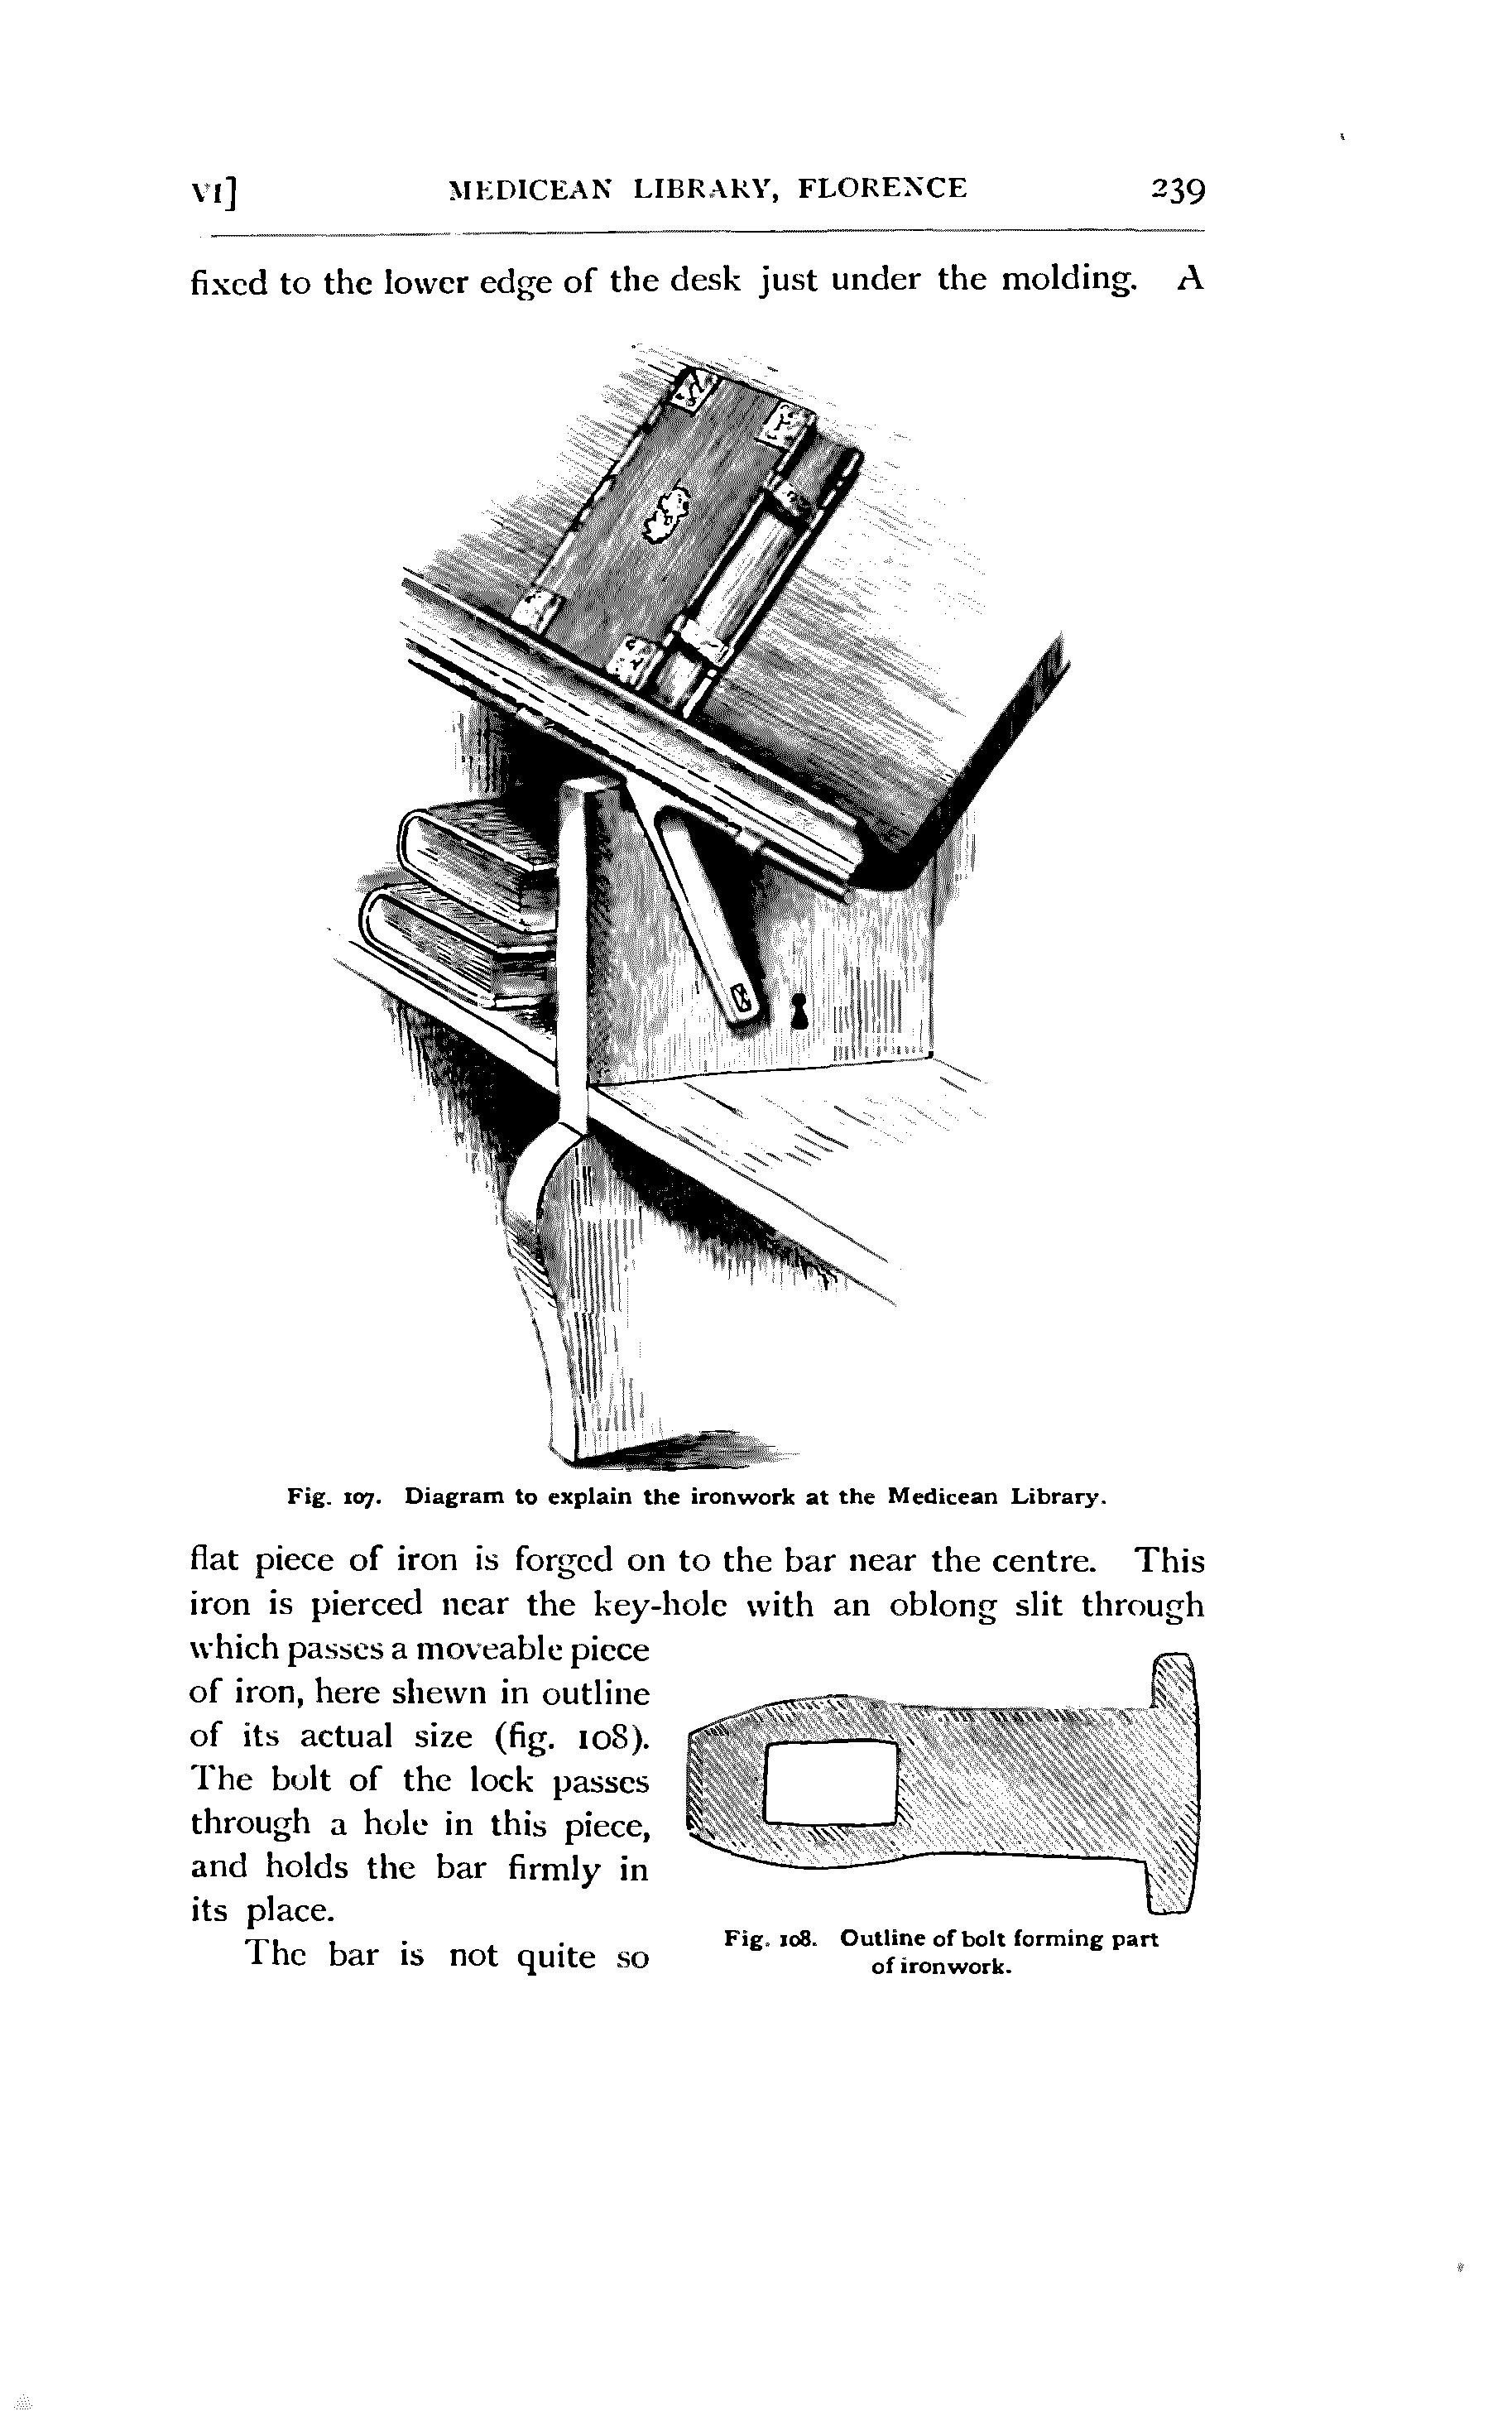 VI] MEDICEAN LIBRARY, FLORENCE 239
fixed to the lower edge of the desk just under the molding. A
Fig. 107. Diagram to explain the ironwork at the Medicean Library.
flat piece of iron is forged on to the bar near the centre. This
iron is pierced near the key-hole with an oblong slit through
which passes a moveable piece
of iron, here shewn in outline
of its actual size (fig. 108).
The bolt of the lock passes
through a hole in this piece,
and holds the bar firmly in
its place.
The bar is not quite so
Fig. 108. Outline of bolt forming part
of ironwork.